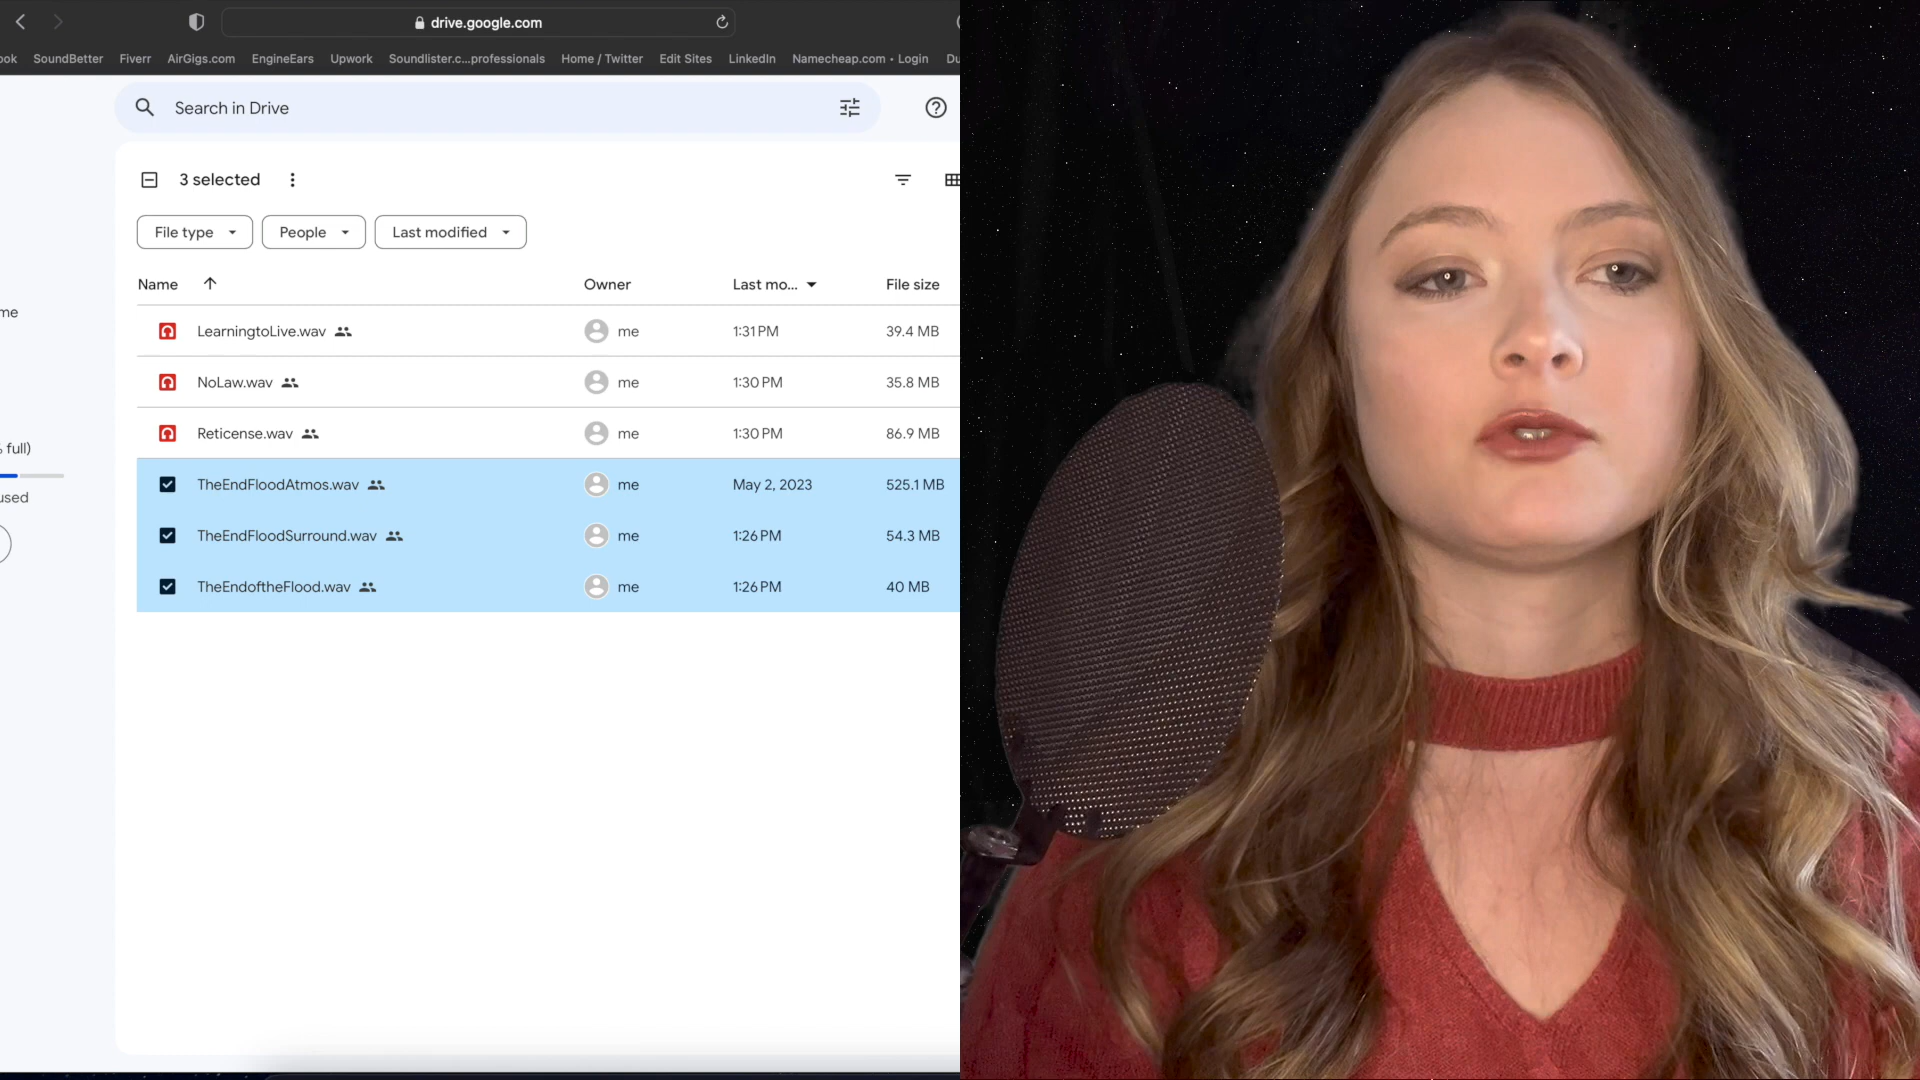 drive.google.com
ook SoundBetter Fiverr AirGigs.com EngineEars Upwork Soundlister.c...professionals Home / Twitter Edit Sites LinkedIn Namecheap.com • Login Du
Search in Drive
3 selected
File type People Last modified
Name Owner Last mo... File size
me
LearningtoLive.wav me 1:31 PM 39.4 MB
NoLaw.wav me 1:30 PM 35.8 MB
Reticense.wav me 1:30 PM 86.9 MB
full)
TheEndFloodAtmos.wav me May 2, 2023 525.1 MB
used
TheEndFloodSurround.wav me 1:26 PM 54.3 MB
TheEndoftheFlood.wav me 1:26 PM 40 MB